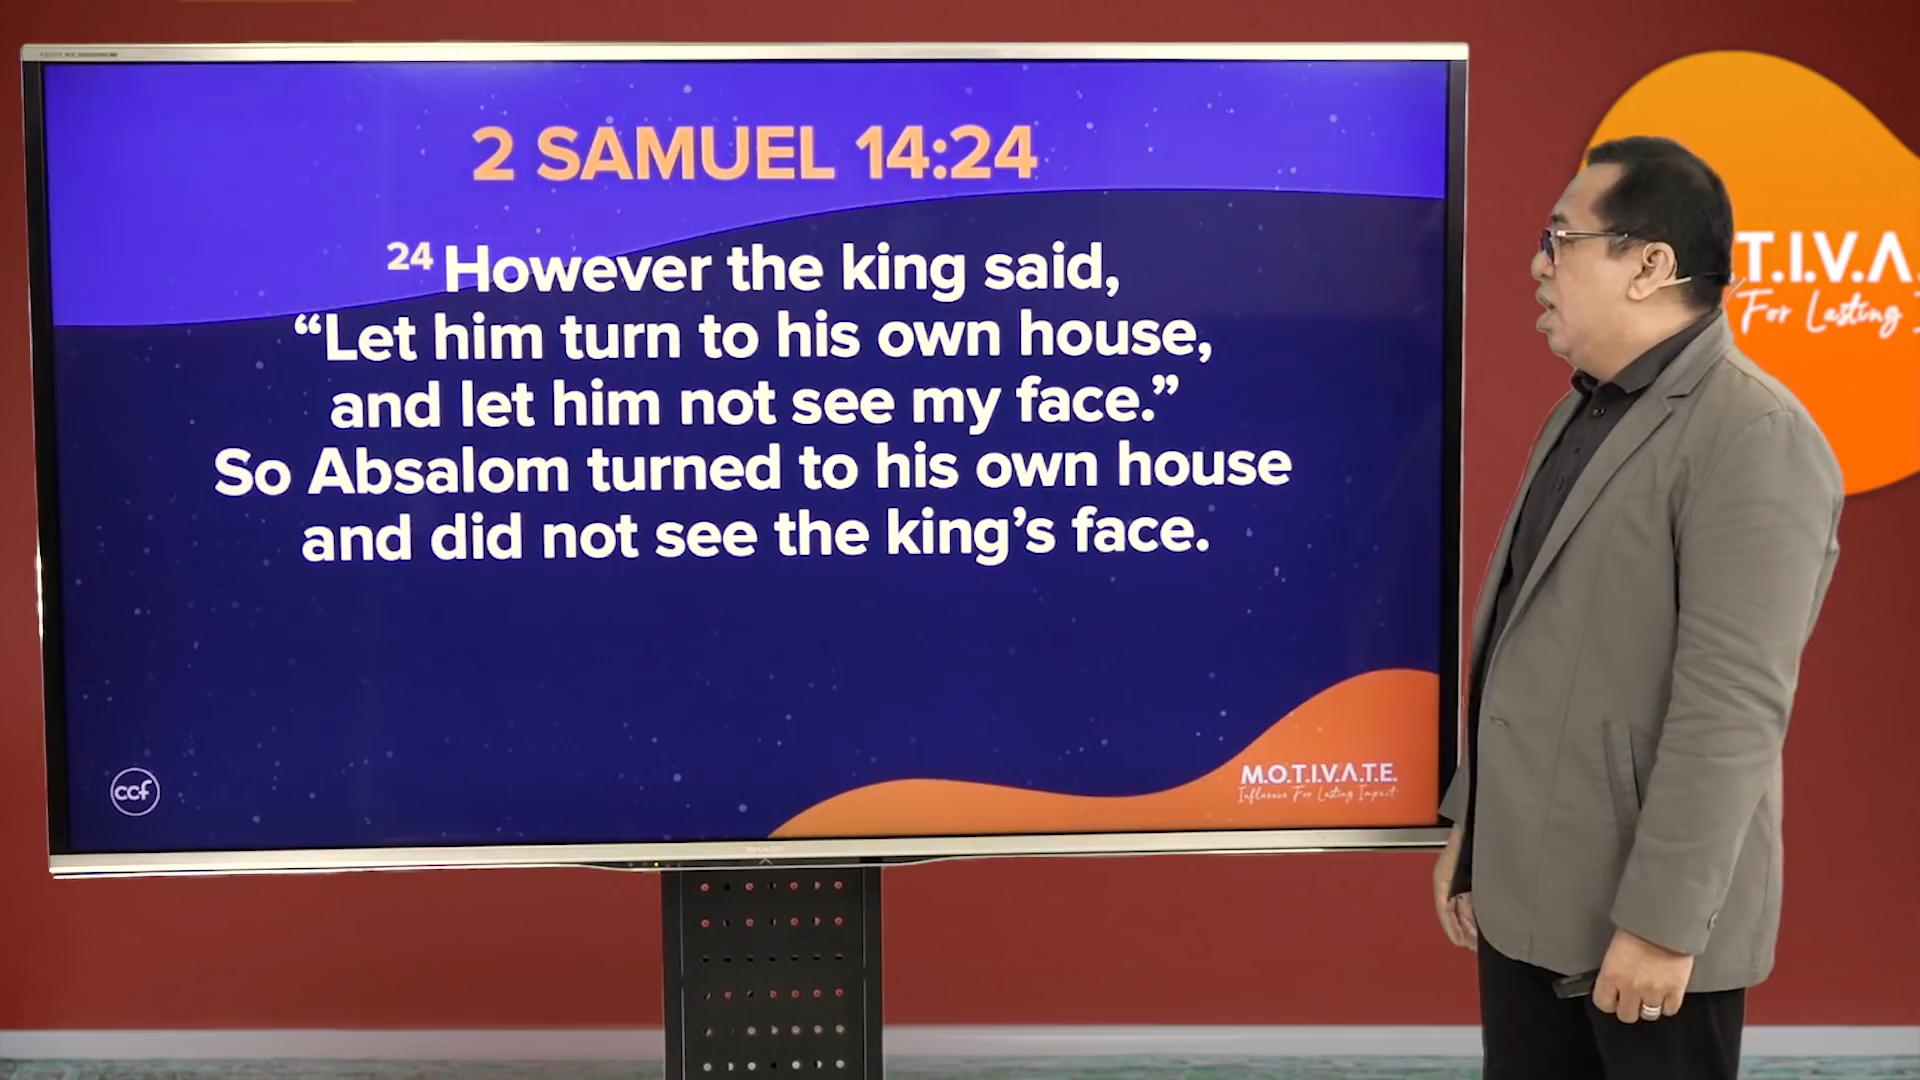 2 SAMUEL 14:24
24 However the king said,
“Let him turn to his own house,
and let him not see my face.”
So Absalom turned to his own house
and did not see the king’s face.
ccf
M.O.T.I.V.A.T.E.
Influence For Lasting Impact
SHARP
.T.I.V.A.
For Lasting I